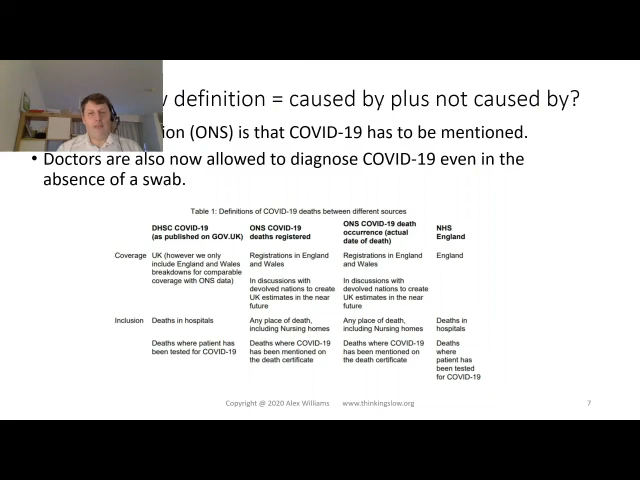 definition = caused by plus not caused by?
(ONS) is that COVID-19 has to be mentioned.
• Doctors are also now allowed to diagnose COVID-19 even in the
absence of a swab.
Table 1: Definitions of COVID-19 deaths between different sources
DHSC COVID-19 ONS COVID-19 ONS COVID-19 death NHS
(as published on GOV.UK) deaths registered occurrence (actual England
date of death)
Coverage UK (however we only Registrations in England Registrations in England England
include England and Wales and Wales and Wales
breakdowns for comparable
coverage with ONS data) In discussions with In discussions with
devolved nations to create devolved nations to create
UK estimates in the near UK estimates in the near
future future
Inclusion Deaths in hospitals Any place of death, Any place of death, Deaths in
including Nursing homes including Nursing homes hospitals
Deaths where patient has Deaths where COVID-19 Deaths where COVID-19 Deaths
been tested for COVID-19 has been mentioned on has been mentioned on where
the death certificate the death certificate patient has
been tested
for COVID-19
Copyright @ 2020 Alex Williams www.thinkingslow.org 7